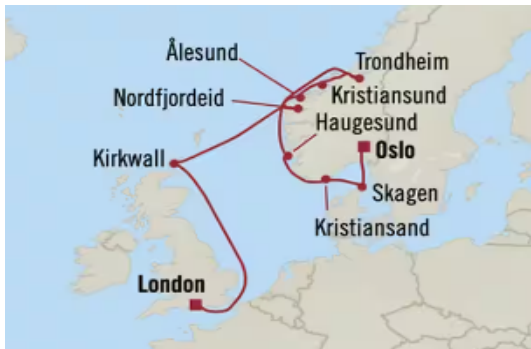 Ålesund
Trondheim
Nordfjordeid
Kristiansund
Haugesund
Kirkwall
Oslo
Skagen
Kristiansand
London